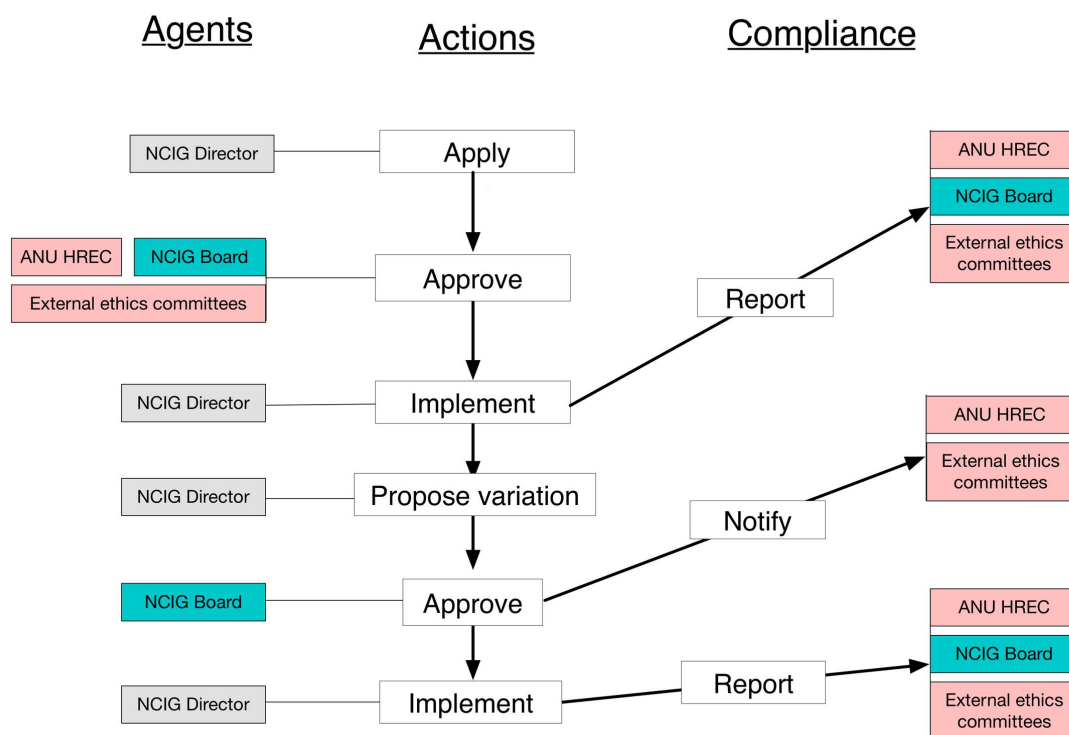 Agents
Actions
Compliance
NCIG Director
Apply
ANU HREC
NCIG Board
External ethics
committees
ANU HREC
NCIG Board
External ethics committees
Approve
Report
NCIG Director
Implement
ANU HREC
External ethics
committees
NCIG Director
Propose variation
Notify
NCIG Board
Approve
ANU HREC
NCIG Board
External ethics
committees
NCIG Director
Implement
Report